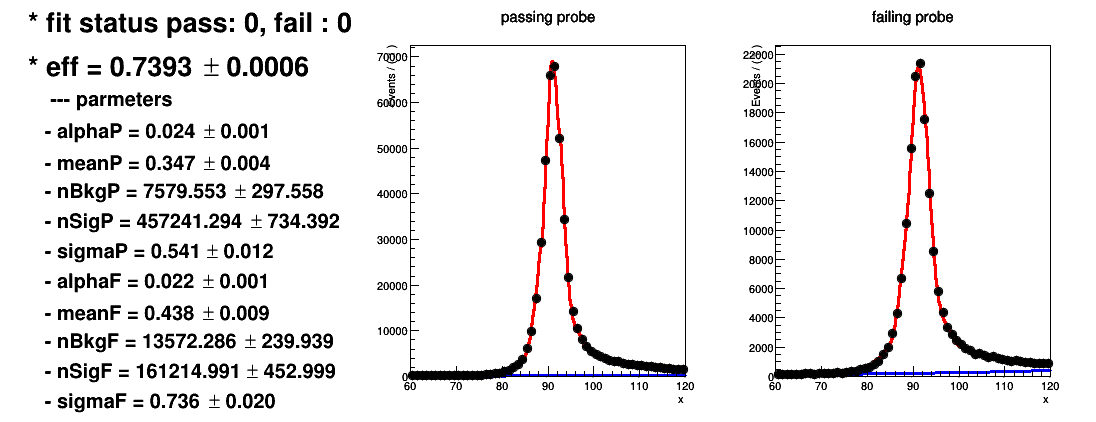 * fit status pass: 0, fail : 0
* eff = 0.7393 ± 0.0006
--- parmeters
- alphaP = 0.024 ± 0.001
- meanP = 0.347 ± 0.004
- nBkgP = 7579.553 ± 297.558
- nSigP = 457241.294 ± 734.392
- sigmaP = 0.541 ± 0.012
- alphaF = 0.022 ± 0.001
- meanF = 0.438 ± 0.009
- nBkgF = 13572.286 ± 239.939
- nSigF = 161214.991 ± 452.999
- sigmaF = 0.736 ± 0.020
passing probe
Events / ( )
70000
60000
50000
40000
30000
20000
10000
0
60 70 80 90 100 110 120
x
failing probe
Events / ( )
22000
20000
18000
16000
14000
12000
10000
8000
6000
4000
2000
0
60 70 80 90 100 110 120
x